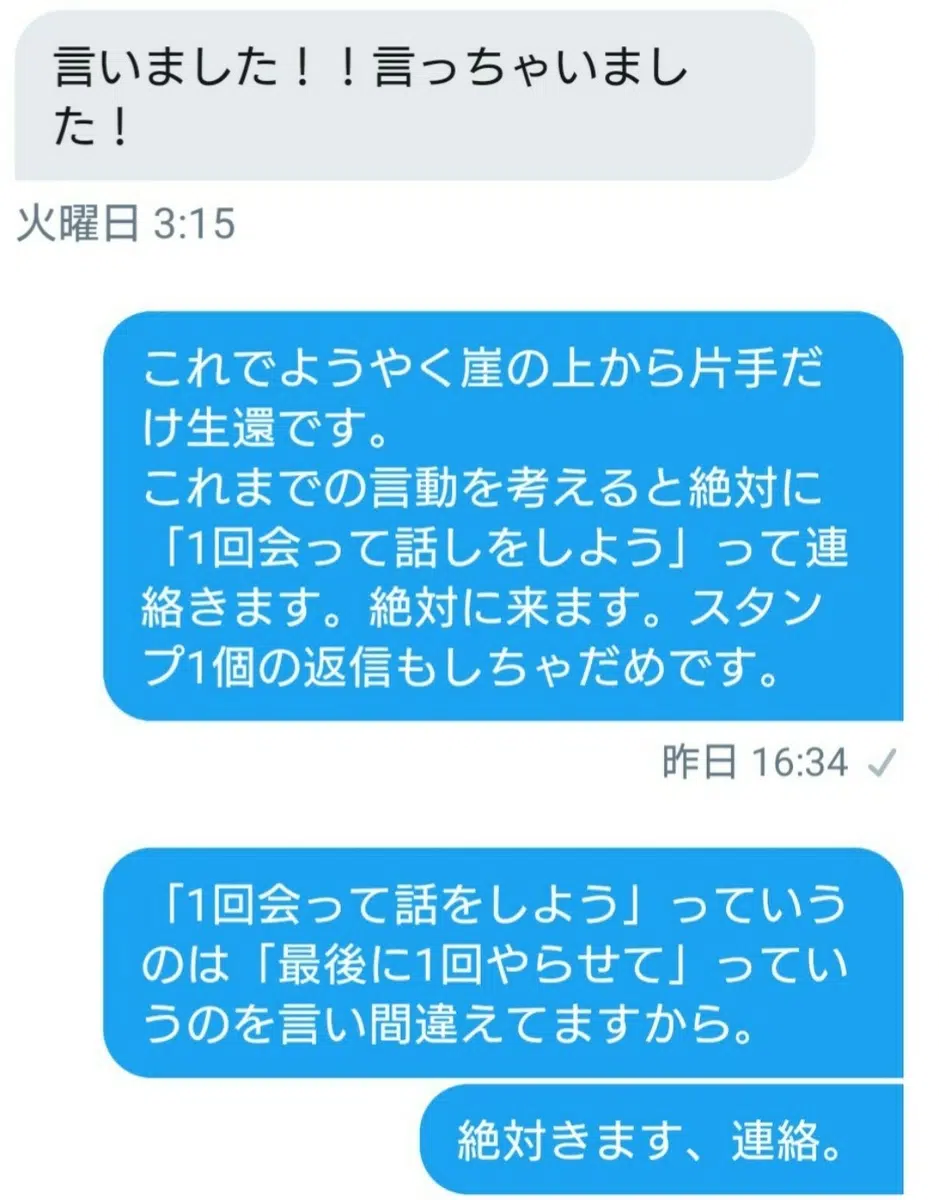 言いました！！言っちゃいまし
た！
火曜日 3:15
これでようやく崖の上から片手だ
け生還です。
これまでの言動を考えると絶対に
「1回会って話しをしよう」って連
絡きます。絶対に来ます。スタン
プ1個の返信もしちゃだめです。
昨日 16:34 ✓
「1回会って話をしよう」っていう
のは「最後に1回やらせて」ってい
うのを言い間違えてますから。
絶対きます、連絡。